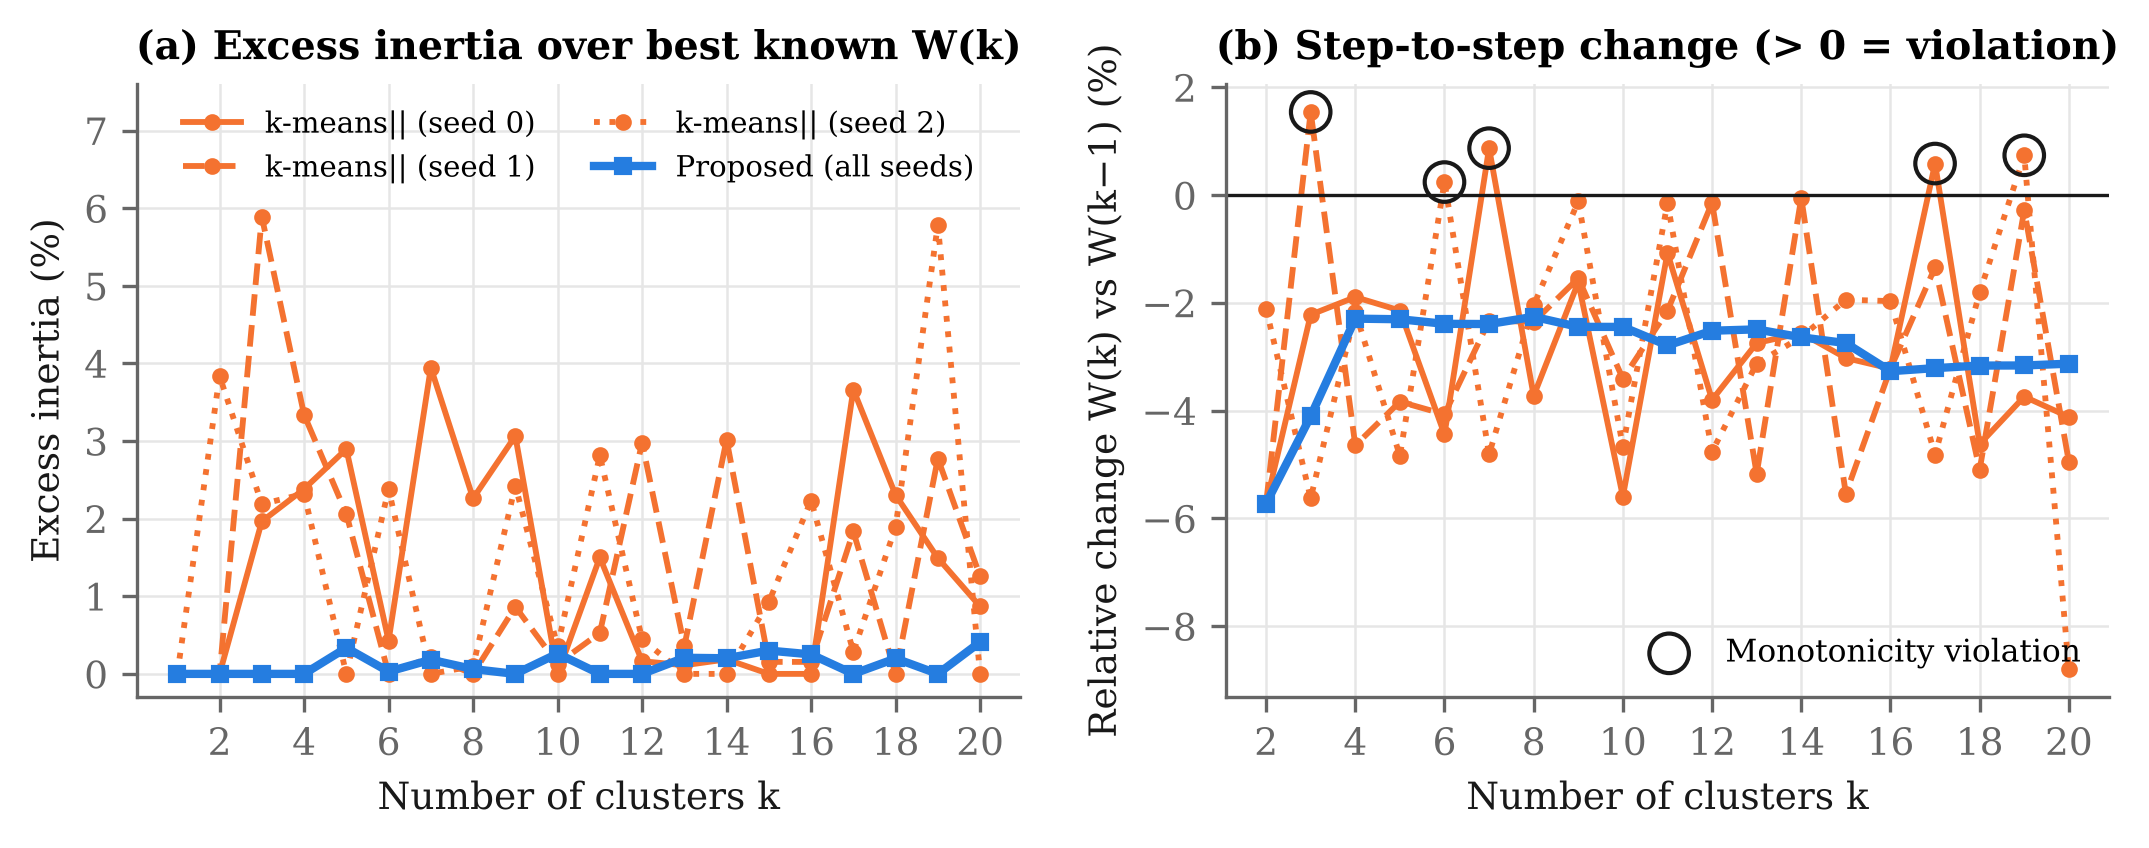 (a) Excess inertia over best known W(k)
Excess inertia (%)
7
6
5
4
3
2
1
0
k-means|| (seed 0)
k-means|| (seed 1)
k-means|| (seed 2)
Proposed (all seeds)
2 4 6 8 10 12 14 16 18 20
Number of clusters k
(b) Step-to-step change (> 0 = violation)
Relative change W(k) vs W(k−1) (%)
2
0
−2
−4
−6
−8
Monotonicity violation
2 4 6 8 10 12 14 16 18 20
Number of clusters k